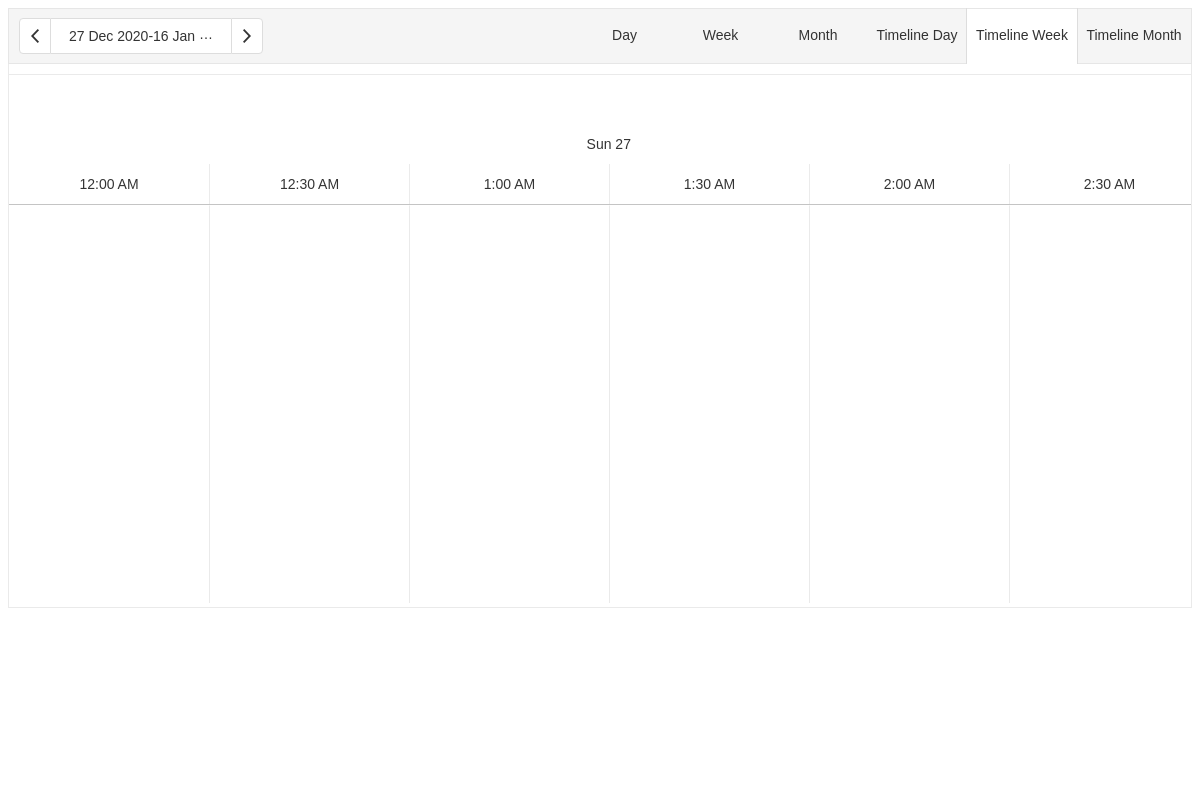 27 Dec 2020-16 Jan ... Day Week Month Timeline Day Timeline Week Timeline Month
Sun 27
12:00 AM 12:30 AM 1:00 AM 1:30 AM 2:00 AM 2:30 AM